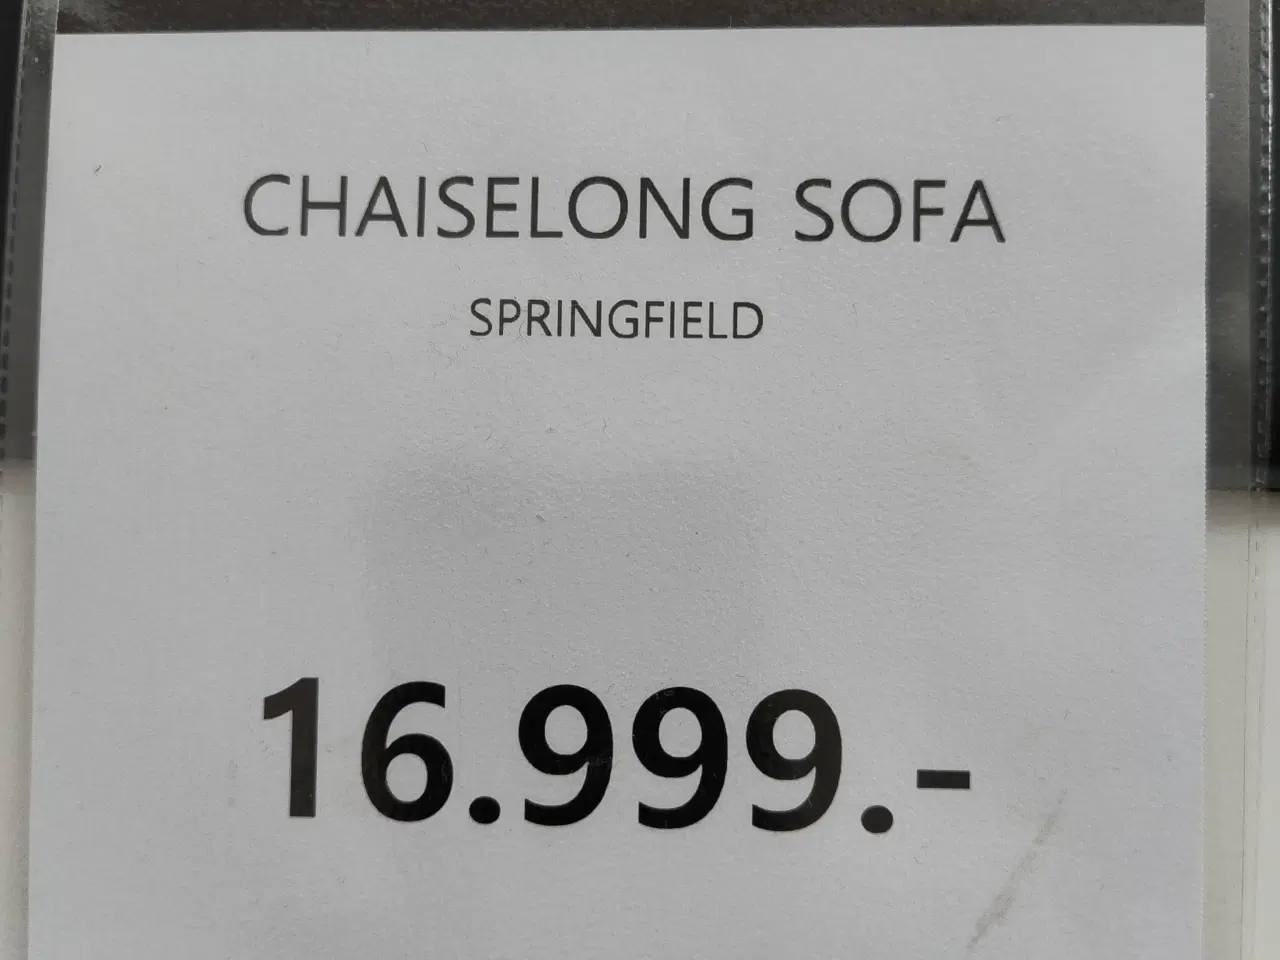 CHAISELONG SOFA
SPRINGFIELD
16.999.-